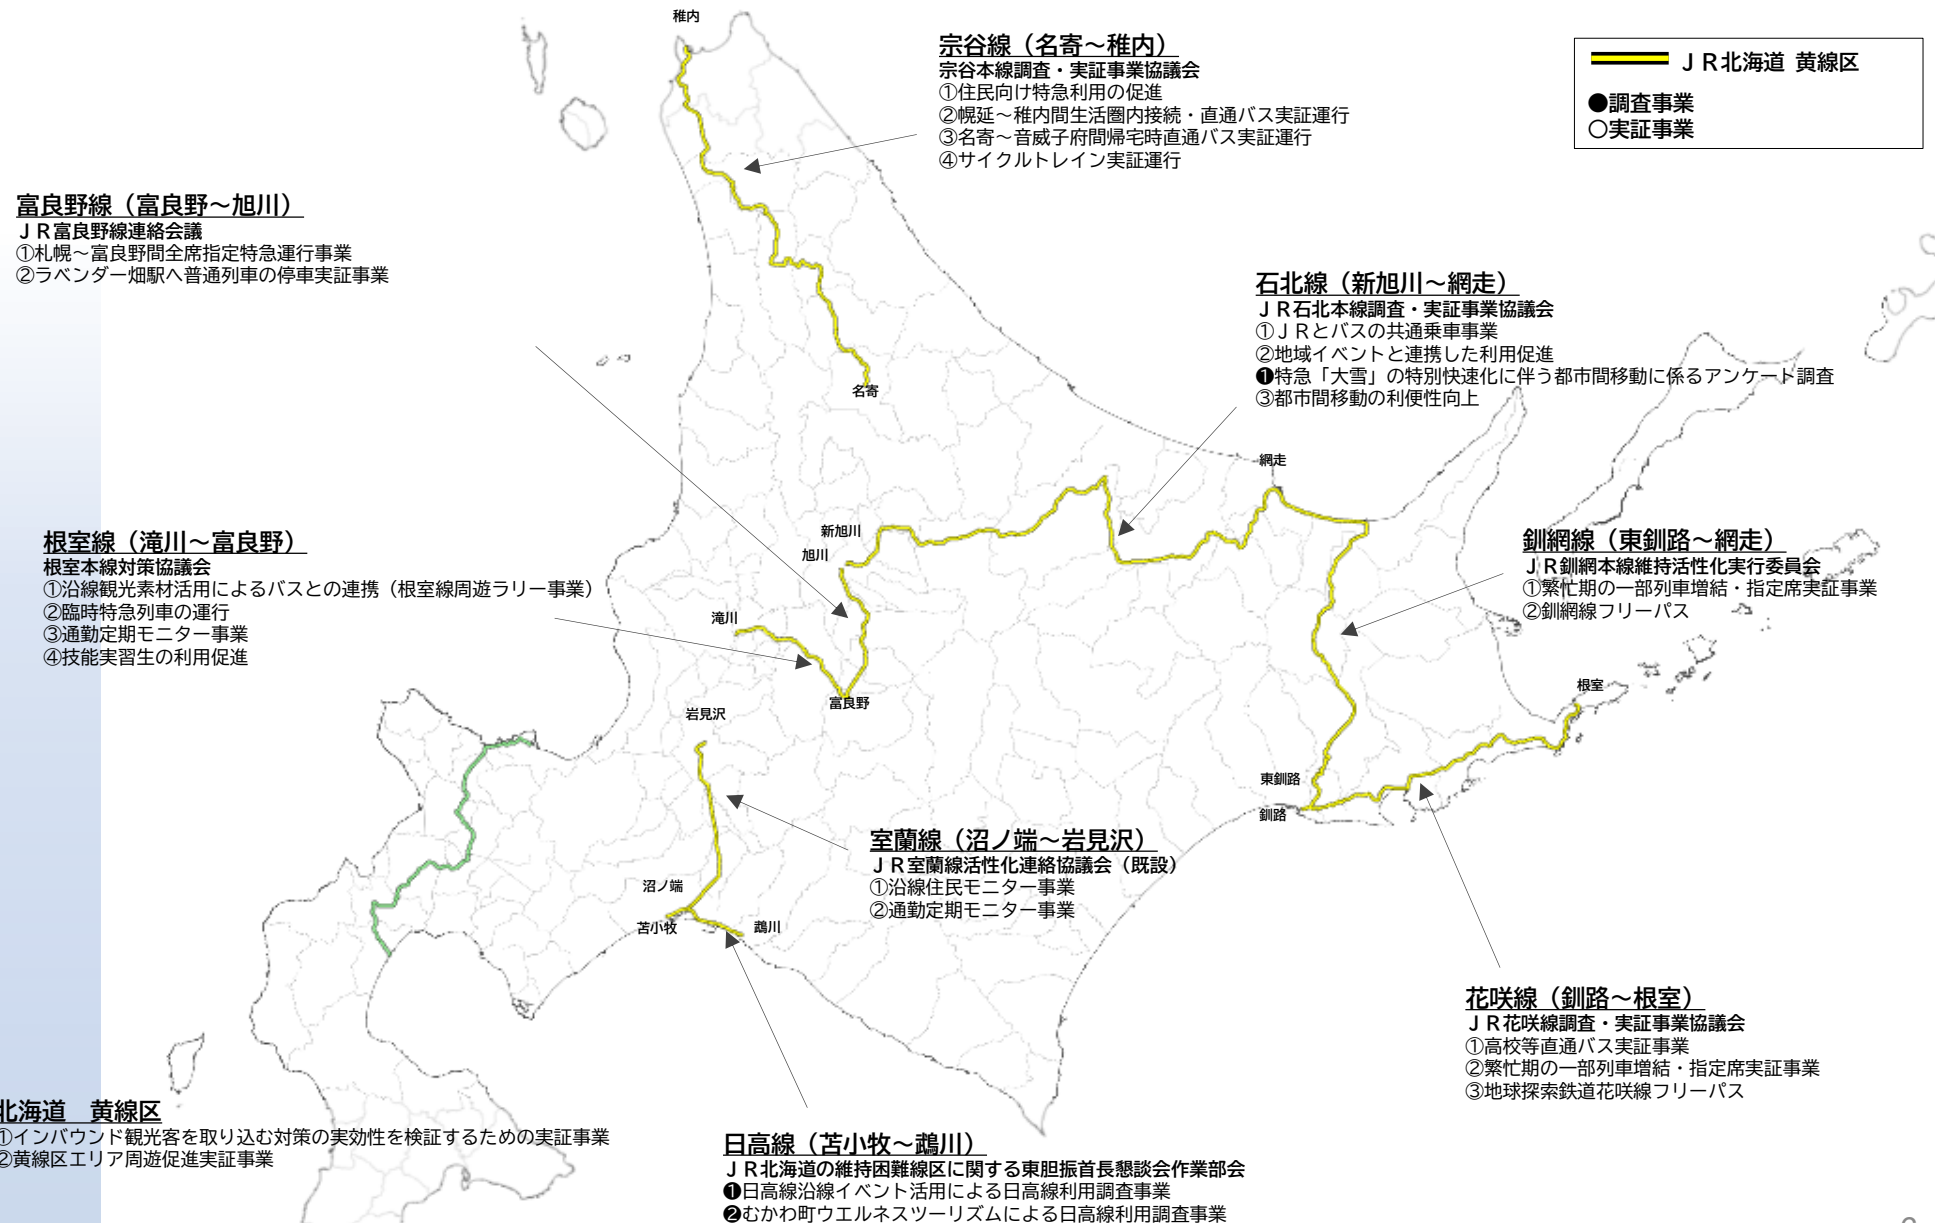 稚内
宗谷線（名寄～稚内）
宗谷本線調査・実証事業協議会
①住民向け特急利用の促進
②幌延～稚内間生活圏内接続・直通バス実証運行
③名寄～音威子府間帰宅時直通バス実証運行
④サイクルトレイン実証運行
ＪＲ北海道 黄線区
●調査事業
○実証事業
富良野線（富良野～旭川）
ＪＲ富良野線連絡会議
①札幌～富良野間全席指定特急運行事業
②ラベンダー畑駅へ普通列車の停車実証事業
石北線（新旭川～網走）
ＪＲ石北本線調査・実証事業協議会
①ＪＲとバスの共通乗車事業
②地域イベントと連携した利用促進
❶特急「大雪」の特別快速化に伴う都市間移動に係るアンケート調査
③都市間移動の利便性向上
名寄
網走
新旭川
旭川
根室線（滝川～富良野）
根室本線対策協議会
①沿線観光素材活用によるバスとの連携（根室線周遊ラリー事業）
②臨時特急列車の運行
③通勤定期モニター事業
④技能実習生の利用促進
釧網線（東釧路～網走）
ＪＲ釧網本線維持活性化実行委員会
①繁忙期の一部列車増結・指定席実証事業
②釧網線フリーパス
滝川
富良野
岩見沢
根室
東釧路
釧路
室蘭線（沼ノ端～岩見沢）
ＪＲ室蘭線活性化連絡協議会（既設）
①沿線住民モニター事業
②通勤定期モニター事業
沼ノ端
苫小牧
鵡川
花咲線（釧路～根室）
ＪＲ花咲線調査・実証事業協議会
①高校等直通バス実証事業
②繁忙期の一部列車増結・指定席実証事業
③地球探索鉄道花咲線フリーパス
北海道　黄線区
①インバウンド観光客を取り込む対策の実効性を検証するための実証事業
②黄線区エリア周遊促進実証事業
日高線（苫小牧～鵡川）
ＪＲ北海道の維持困難線区に関する東胆振首長懇談会作業部会
❶日高線沿線イベント活用による日高線利用調査事業
❷むかわ町ウエルネスツーリズムによる日高線利用調査事業